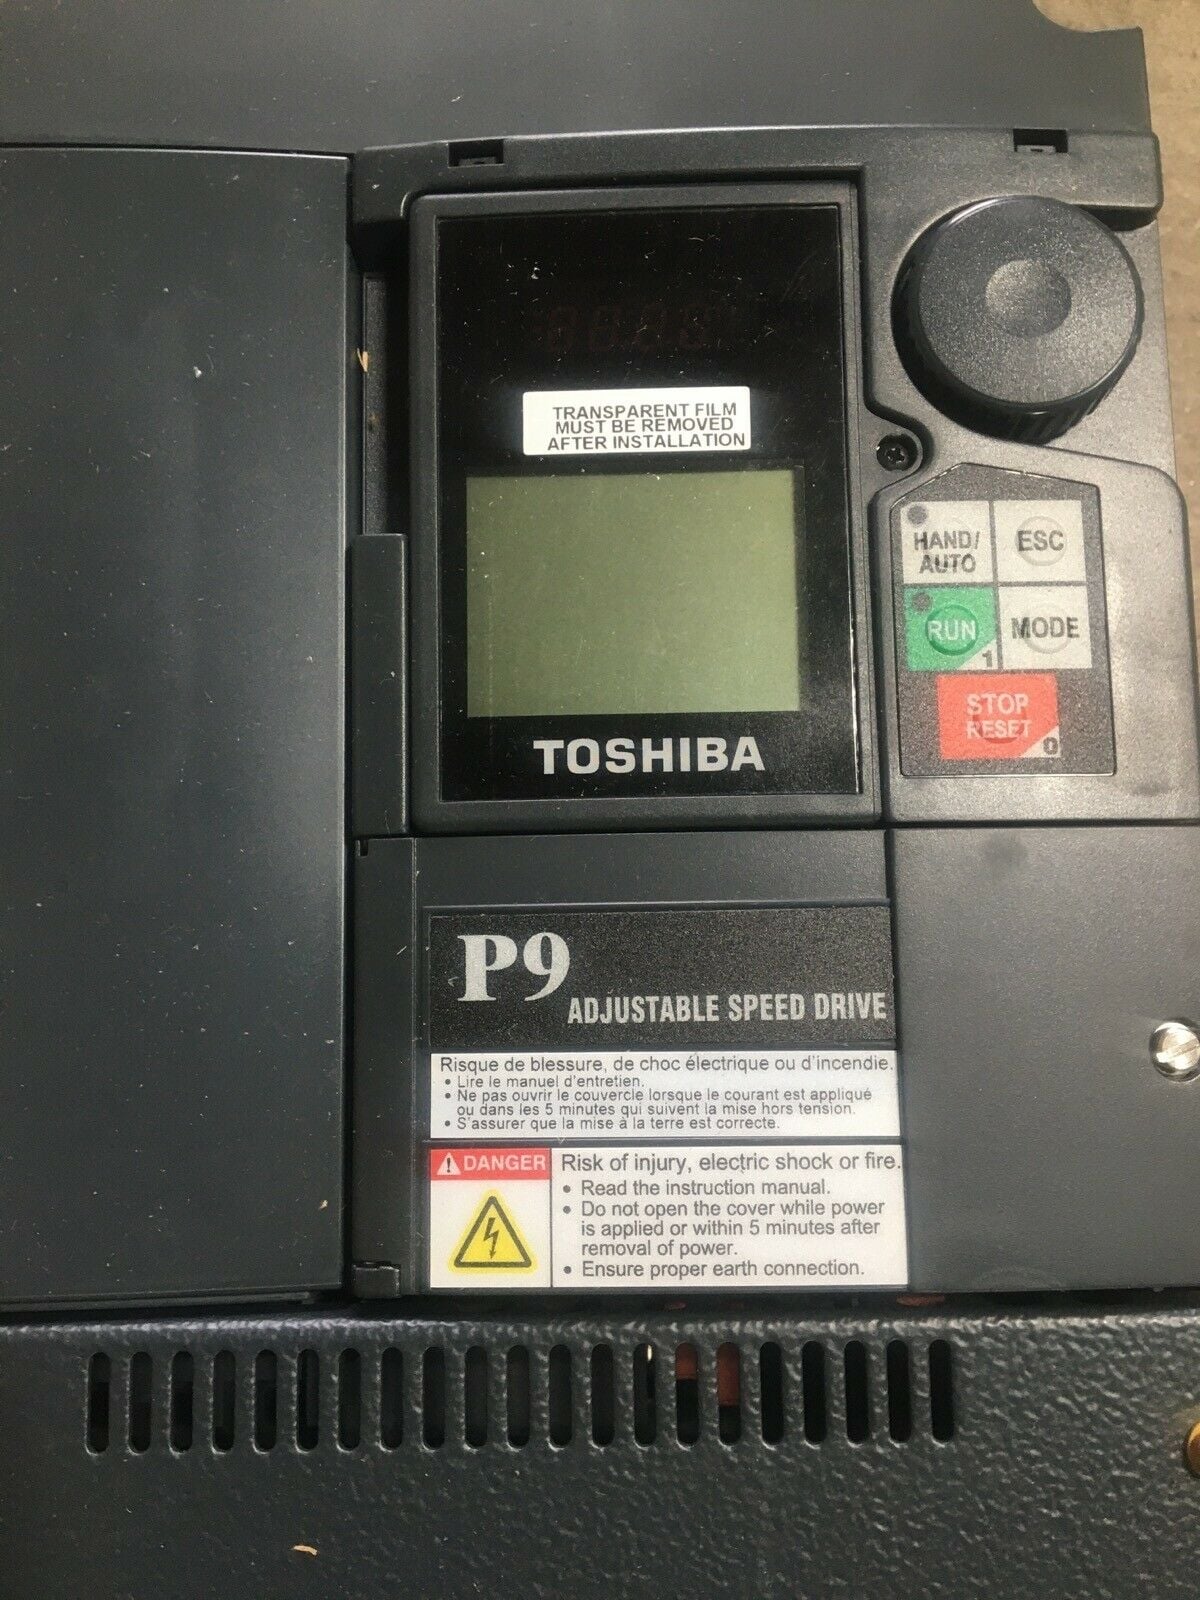 TRANSPARENT FILM
MUST BE REMOVED
AFTER INSTALLATION
TOSHIBA
HAND/
AUTO
ESC
RUN
1
MODE
STOP
RESET
0
P9
ADJUSTABLE SPEED DRIVE
Risque de blessure, de choc électrique ou d'incendie.
• Lire le manuel d'entretien.
• Ne pas ouvrir le couvercle lorsque le courant est appliqué
ou dans les 5 minutes qui suivent la mise hors tension.
• S'assurer que la mise à la terre est correcte.
DANGER
Risk of injury, electric shock or fire.
• Read the instruction manual.
• Do not open the cover while power
is applied or within 5 minutes after
removal of power.
• Ensure proper earth connection.